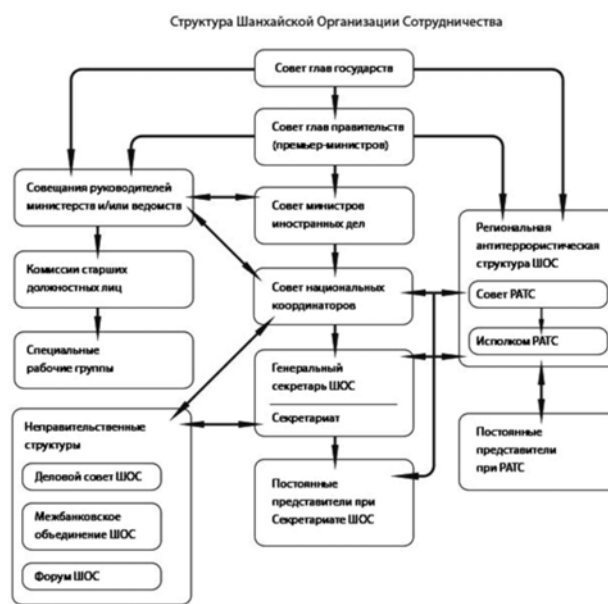 Структура Шанхайской Организации Сотрудничества
Совет глав государств
Совет глав правительств
(премьер-министров)
Совещания руководителей
министерств и/или ведомств
Совет министров
иностранных дел
Региональная
антитеррористическая
структура ШОС
Совет РАТС
Исполком РАТС
Комиссии старших
должностных лиц
Совет национальных
координаторов
Специальные
рабочие группы
Генеральный
секретарь ШОС
Секретариат
Неправительственные
структуры
Деловой совет ШОС
Межбанковское
объединение ШОС
Форум ШОС
Постоянные
представители при
Секретариате ШОС
Постоянные
представители
при РАТС